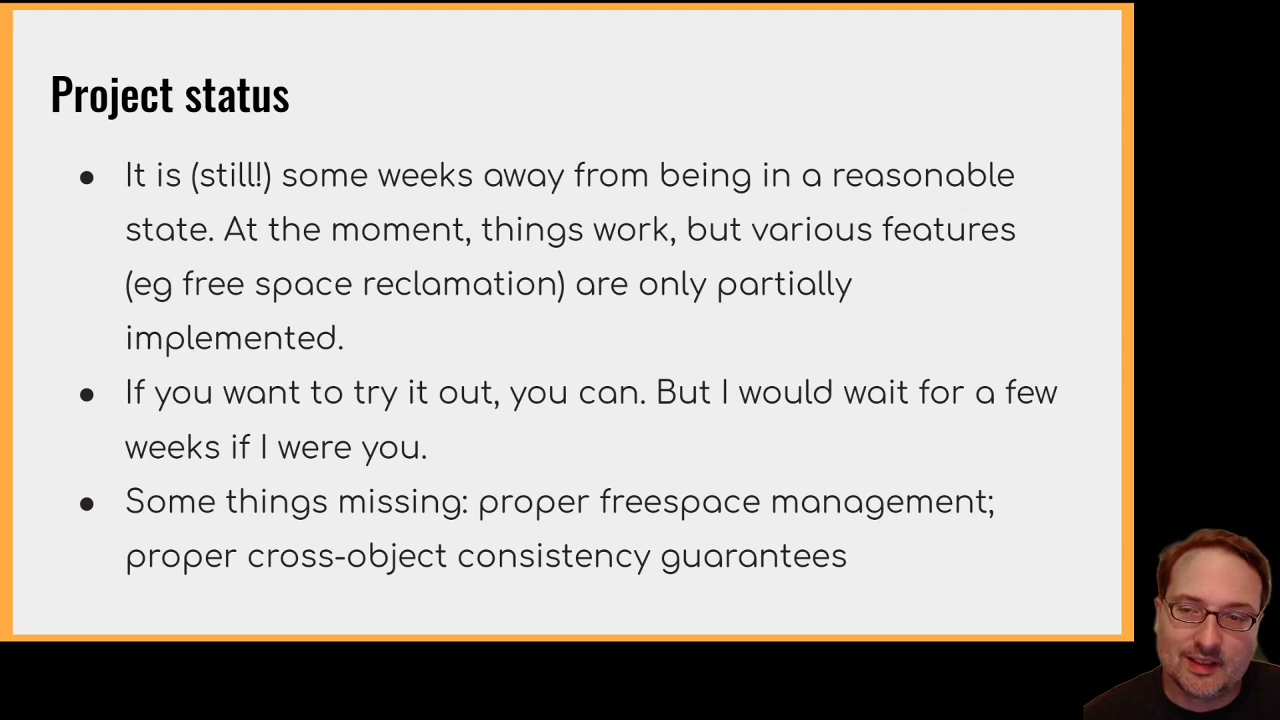 Project status
● It is (still!) some weeks away from being in a reasonable
state. At the moment, things work, but various features
(eg free space reclamation) are only partially
implemented.
● If you want to try it out, you can. But I would wait for a few
weeks if I were you.
● Some things missing: proper freespace management;
proper cross-object consistency guarantees